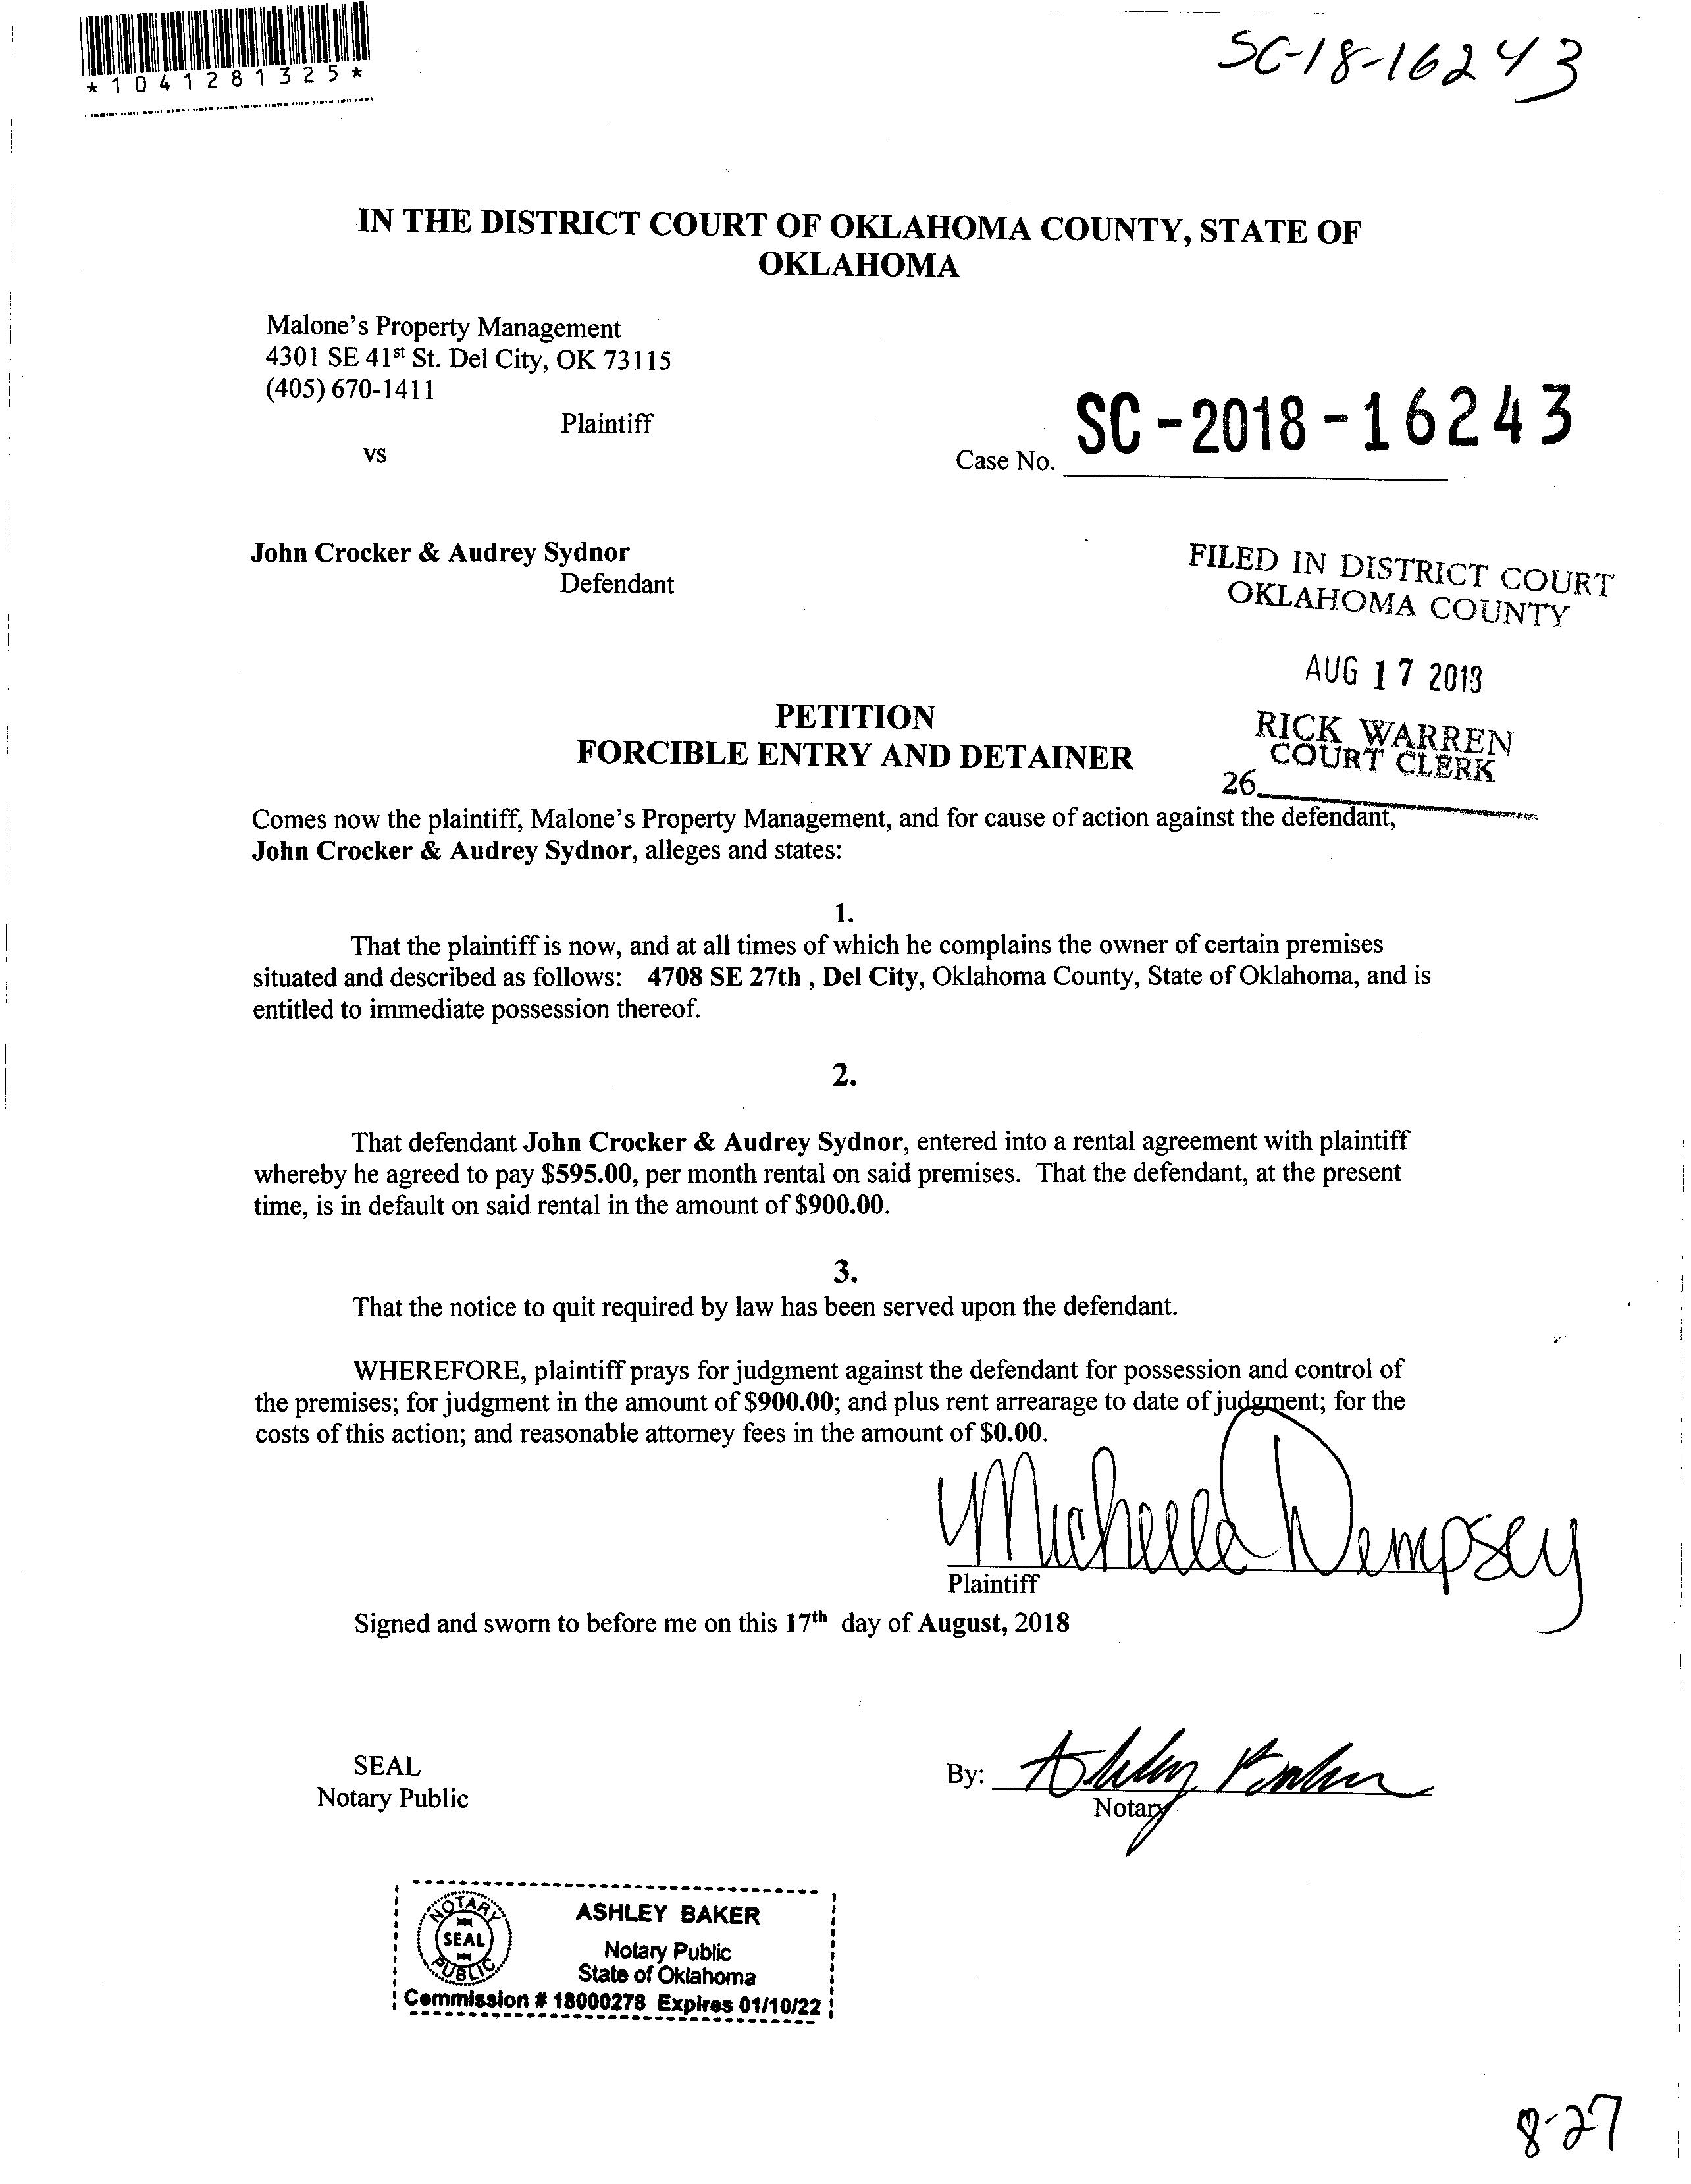 *1041281325*
SC-18-16243
IN THE DISTRICT COURT OF OKLAHOMA COUNTY, STATE OF
OKLAHOMA
Malone's Property Management
4301 SE 41st St. Del City, OK 73115
(405) 670-1411
Plaintiff
vs
Case No. SC-2018-16243
John Crocker & Audrey Sydnor
Defendant
FILED IN DISTRICT COURT
OKLAHOMA COUNTY
AUG 17 2018
RICK WARREN
COURT CLERK
26
PETITION
FORCIBLE ENTRY AND DETAINER
Comes now the plaintiff, Malone's Property Management, and for cause of action against the defendant,
John Crocker & Audrey Sydnor, alleges and states:
1.
That the plaintiff is now, and at all times of which he complains the owner of certain premises
situated and described as follows: 4708 SE 27th , Del City, Oklahoma County, State of Oklahoma, and is
entitled to immediate possession thereof.
2.
That defendant John Crocker & Audrey Sydnor, entered into a rental agreement with plaintiff
whereby he agreed to pay $595.00, per month rental on said premises. That the defendant, at the present
time, is in default on said rental in the amount of $900.00.
3.
That the notice to quit required by law has been served upon the defendant.
WHEREFORE, plaintiff prays for judgment against the defendant for possession and control of
the premises; for judgment in the amount of $900.00; and plus rent arrearage to date of judgment; for the
costs of this action; and reasonable attorney fees in the amount of $0.00.
Michelle Dempsey
Plaintiff
Signed and sworn to before me on this 17th day of August, 2018
SEAL
Notary Public
By: Ashley Baker
Notary
NOTARY
SEAL
PUBLIC
ASHLEY BAKER
Notary Public
State of Oklahoma
Commission # 18000278 Expires 01/10/22
8-27